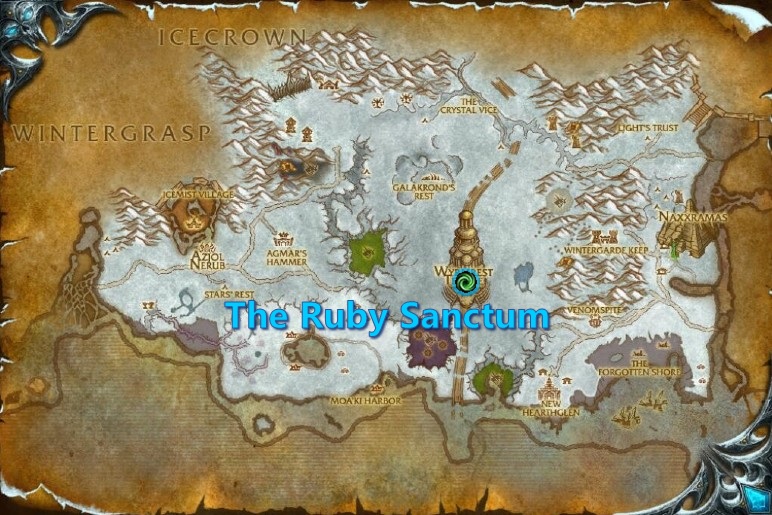 ICECROWN
THE
CRYSTAL VICE
WINTERGRASP
LIGHT'S TRUST
GALAKROND'S
REST
ICEMIST VILLAGE
NAXXRAMAS
AZJOL
NERUB
AGMAR'S
HAMMER
WINTERGARDE KEEP
STARS' REST
The Ruby Sanctum
VENOMSPITE
THE
FORGOTTEN SHORE
MOA'KI HARBOR
NEW
HEARTHGLEN